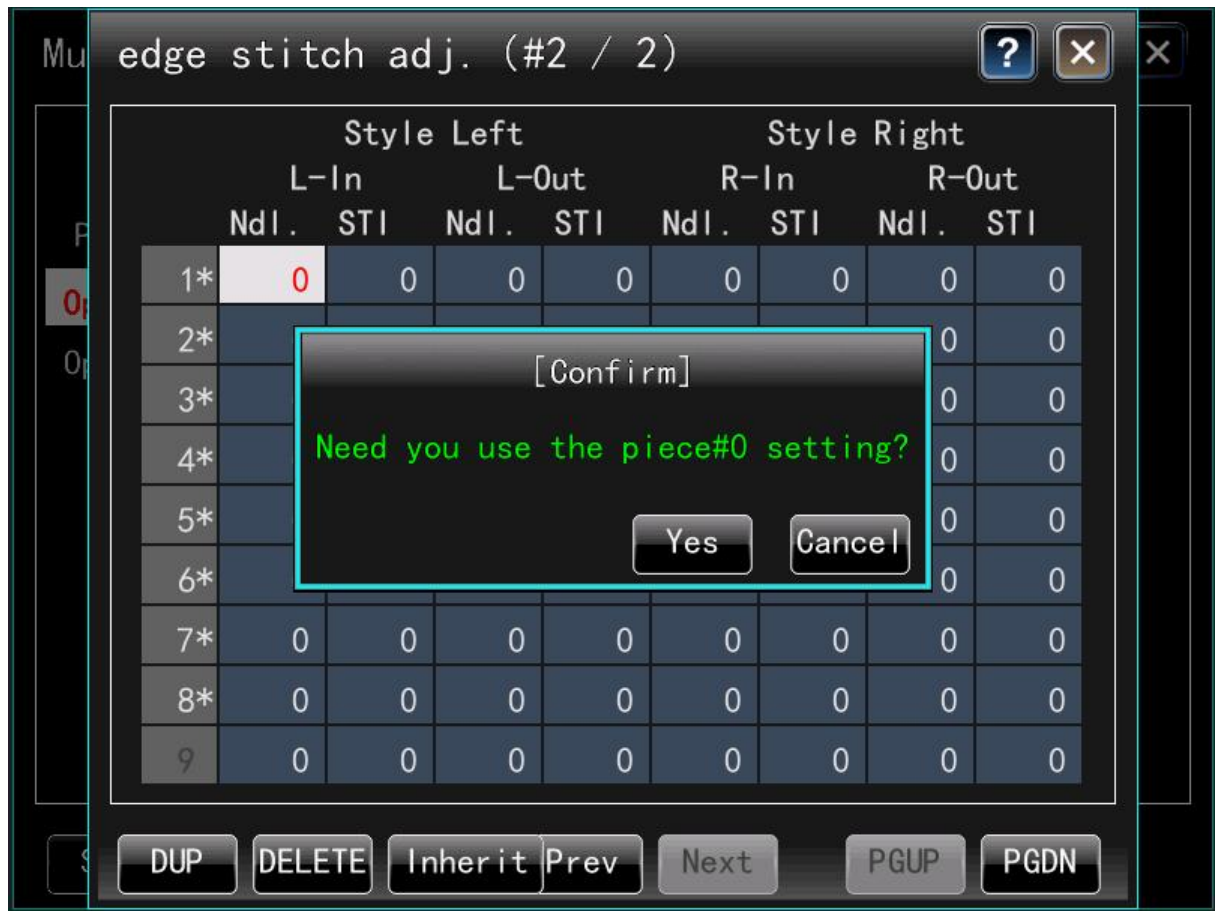 Mu edge stitch adj. (#2 / 2) ? × ×
Style Left Style Right
L-In L-Out R-In R-Out
Ndl. STI Ndl. STI Ndl. STI Ndl. STI
P
1* 0 0 0 0 0 0 0 0
Op
2* 0 0
Op
[Confirm]
3* 0 0
Need you use the piece#0 setting?
4* 0 0
5* 0 0
Yes Cancel
6* 0 0
7* 0 0 0 0 0 0 0 0
8* 0 0 0 0 0 0 0 0
9 0 0 0 0 0 0 0 0
S DUP DELETE Inherit Prev Next PGUP PGDN